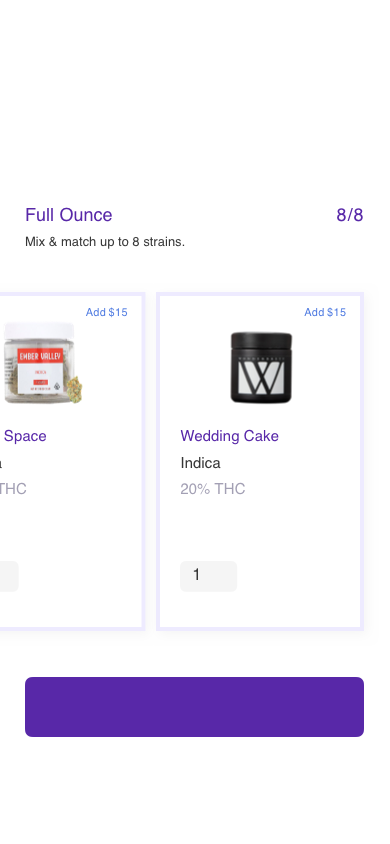 Full Ounce 8/8
Mix & match up to 8 strains.
Add $15
EMBER VALLEY
INDICA
Space
THC
Add $15
W
Wedding Cake
Indica
20% THC
1